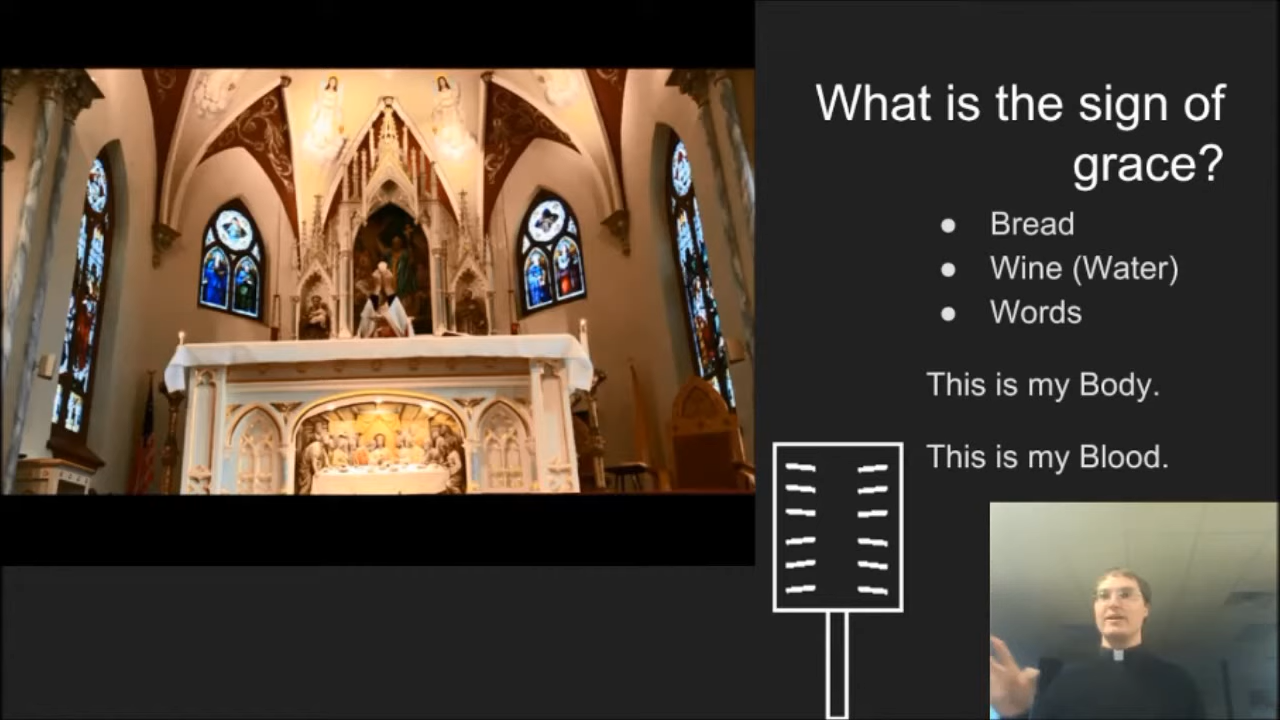 What is the sign of
grace?
● Bread
● Wine (Water)
● Words
This is my Body.
This is my Blood.